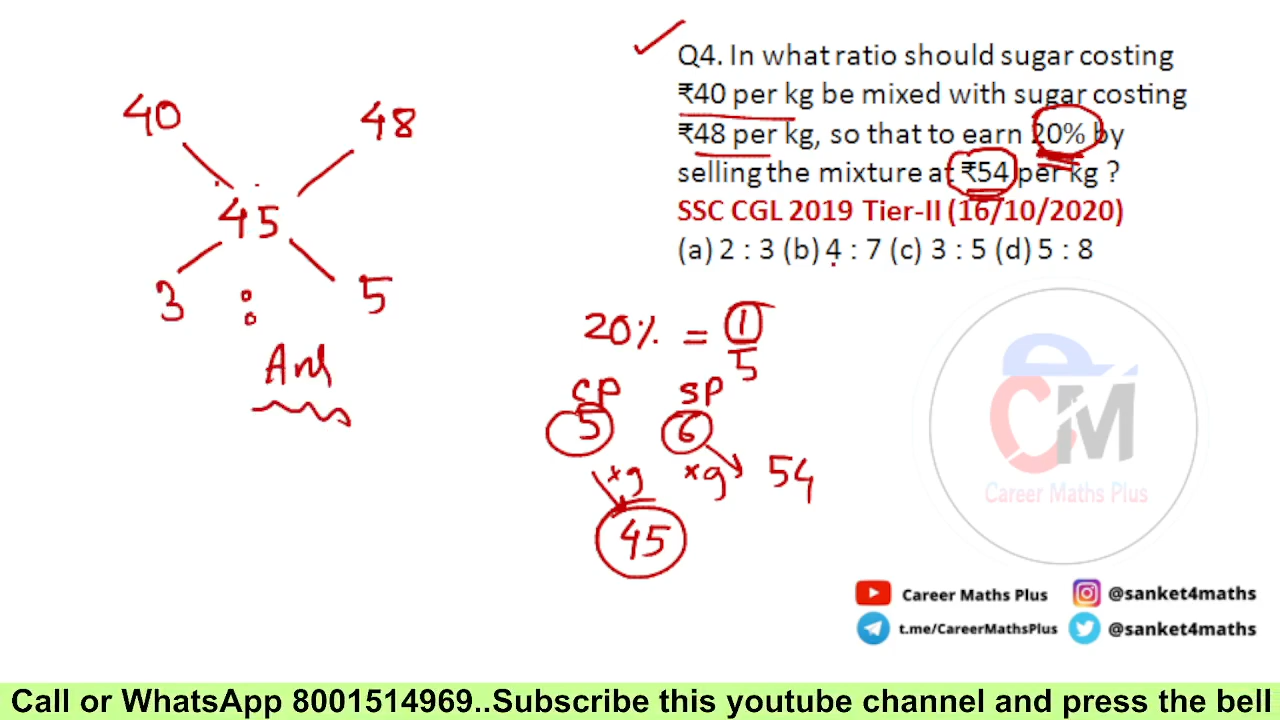 Q4. In what ratio should sugar costing
₹40 per kg be mixed with sugar costing
₹48 per kg, so that to earn 20% by
selling the mixture at ₹54 per kg ?
SSC CGL 2019 Tier-II (16/10/2020)
(a) 2 : 3 (b) 4 : 7 (c) 3 : 5 (d) 5 : 8
40 48
45
3 : 5
Ans
20% = 1/5
CP SP
5 6
×9 ×9 54
45
CM
Career Maths Plus
Career Maths Plus @sanket4maths
t.me/CareerMathsPlus @sanket4maths
Call or WhatsApp 8001514969..Subscribe this youtube channel and press the bell